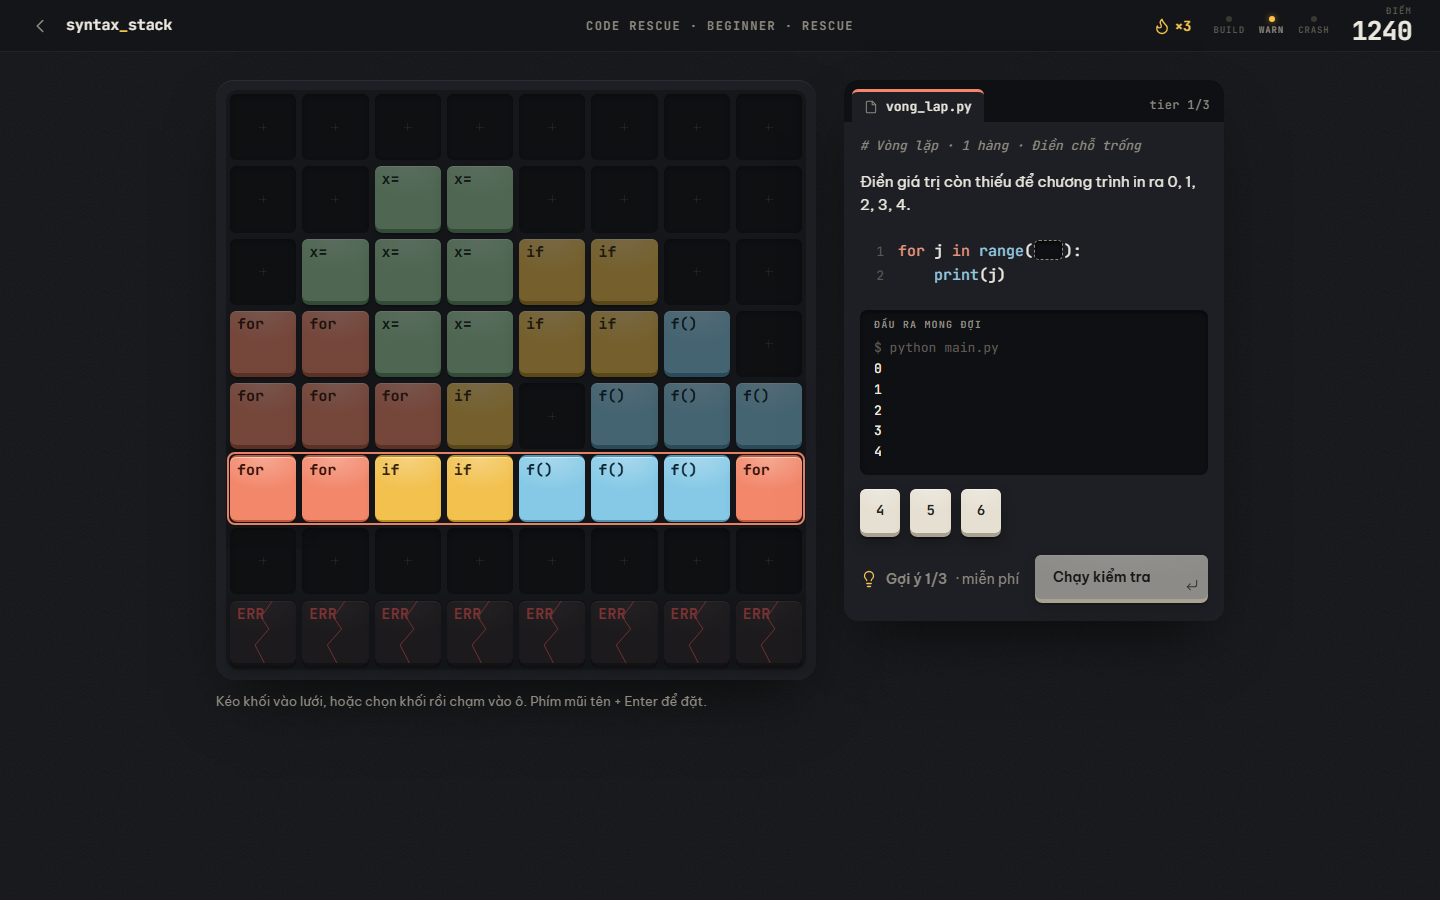 syntax_stack
CODE RESCUE · BEGINNER · RESCUE
×3
BUILD WARN CRASH
ĐIỂM
1240
x= x=
x= x= x= if if
for for x= x= if if f()
for for for if f() f() f()
for for if if f() f() f() for
ERR ERR ERR ERR ERR ERR ERR ERR
Kéo khối vào lưới, hoặc chọn khối rồi chạm vào ô. Phím mũi tên + Enter để đặt.
vong_lap.py
tier 1/3
# Vòng lặp · 1 hàng · Điền chỗ trống
Điền giá trị còn thiếu để chương trình in ra 0, 1,
2, 3, 4.
1 for j in range( ):
2 print(j)
ĐẦU RA MONG ĐỢI
$ python main.py
0
1
2
3
4
4 5 6
Gợi ý 1/3 · miễn phí
Chạy kiểm tra